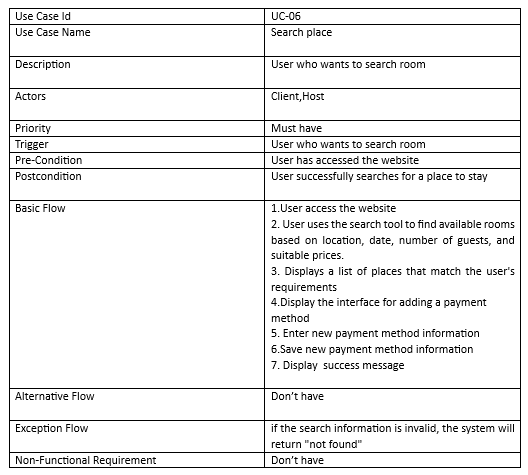 Use Case Id UC-06
Use Case Name Search place
Description User who wants to search room
Actors Client,Host
Priority Must have
Trigger User who wants to search room
Pre-Condition User has accessed the website
Postcondition User successfully searches for a place to stay
Basic Flow 1.User access the website
2. User uses the search tool to find available rooms
based on location, date, number of guests, and
suitable prices.
3. Displays a list of places that match the user's
requirements
4.Display the interface for adding a payment
method
5. Enter new payment method information
6.Save new payment method information
7. Display success message
Alternative Flow Don't have
Exception Flow if the search information is invalid, the system will
return "not found"
Non-Functional Requirement Don't have